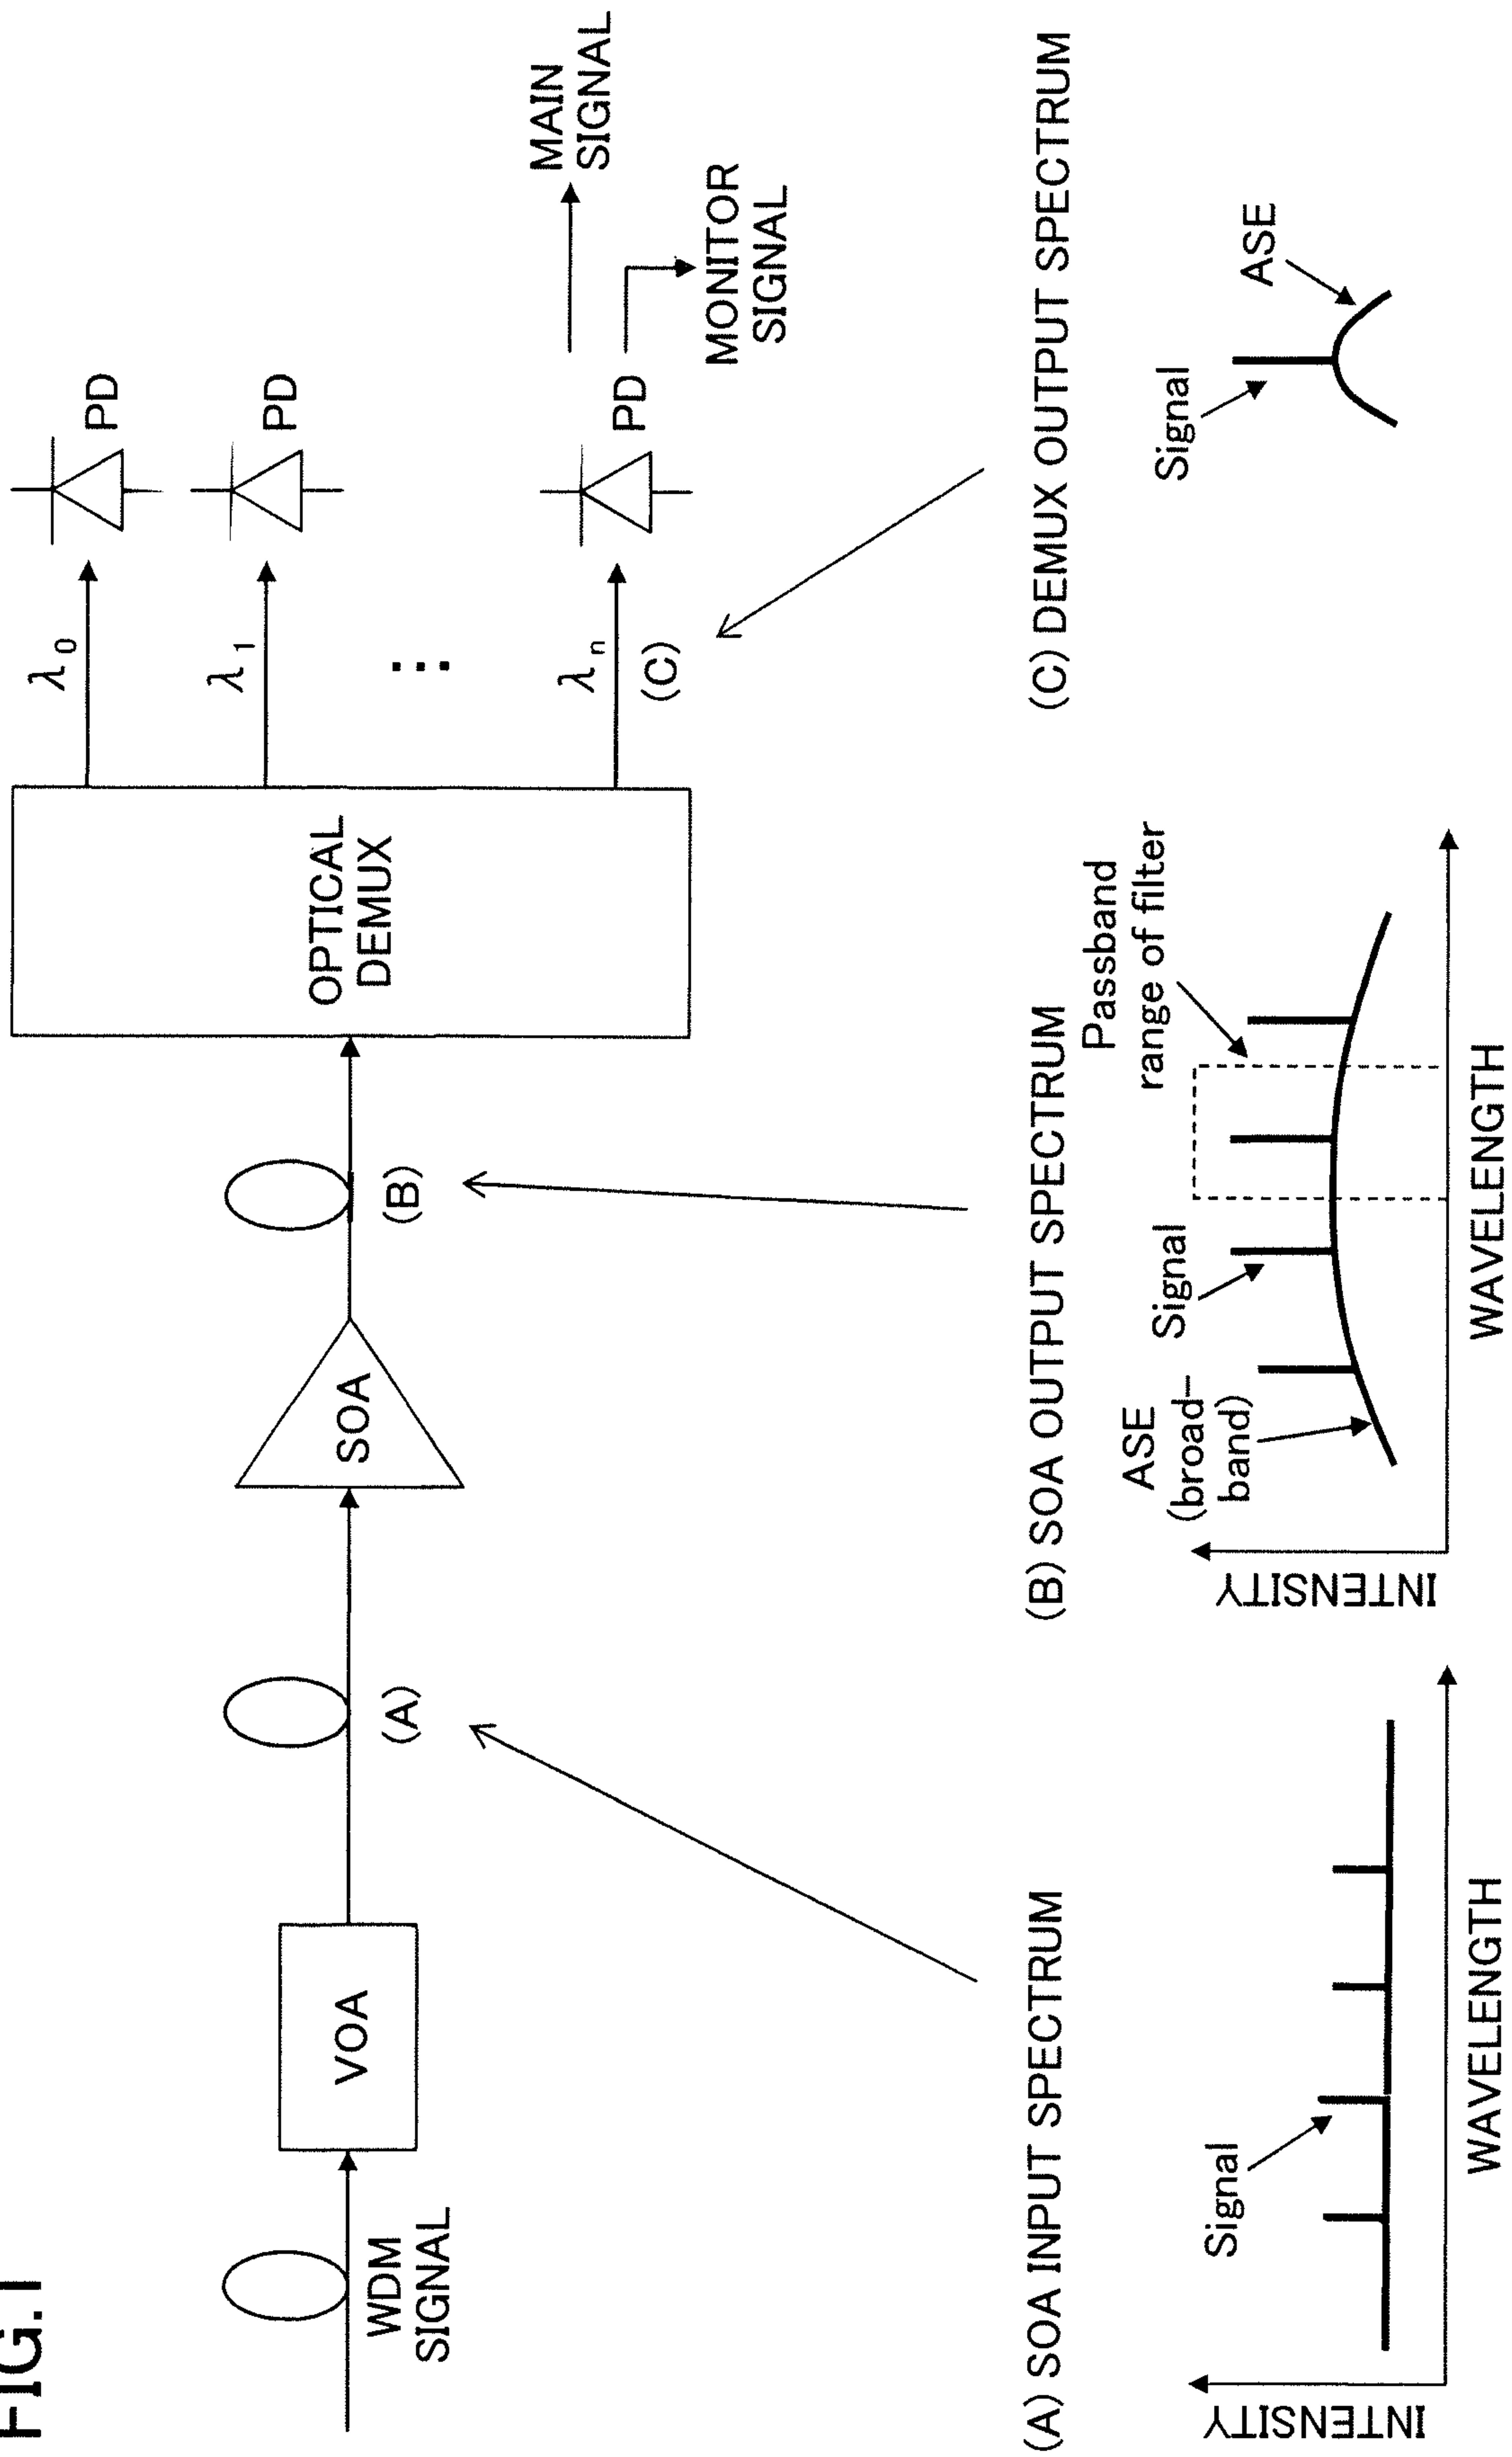 FIG.1
WDM
SIGNAL
VOA
(A)
SOA
(B)
OPTICAL
DEMUX
λ0
λ1
⋮
λn
(C)
PD
PD
PD
MAIN
SIGNAL
MONITOR
SIGNAL
(A) SOA INPUT SPECTRUM
INTENSITY
Signal
WAVELENGTH
(B) SOA OUTPUT SPECTRUM
INTENSITY
ASE
(broad-
band)
Signal
Passband
range of filter
WAVELENGTH
(C) DEMUX OUTPUT SPECTRUM
Signal
ASE